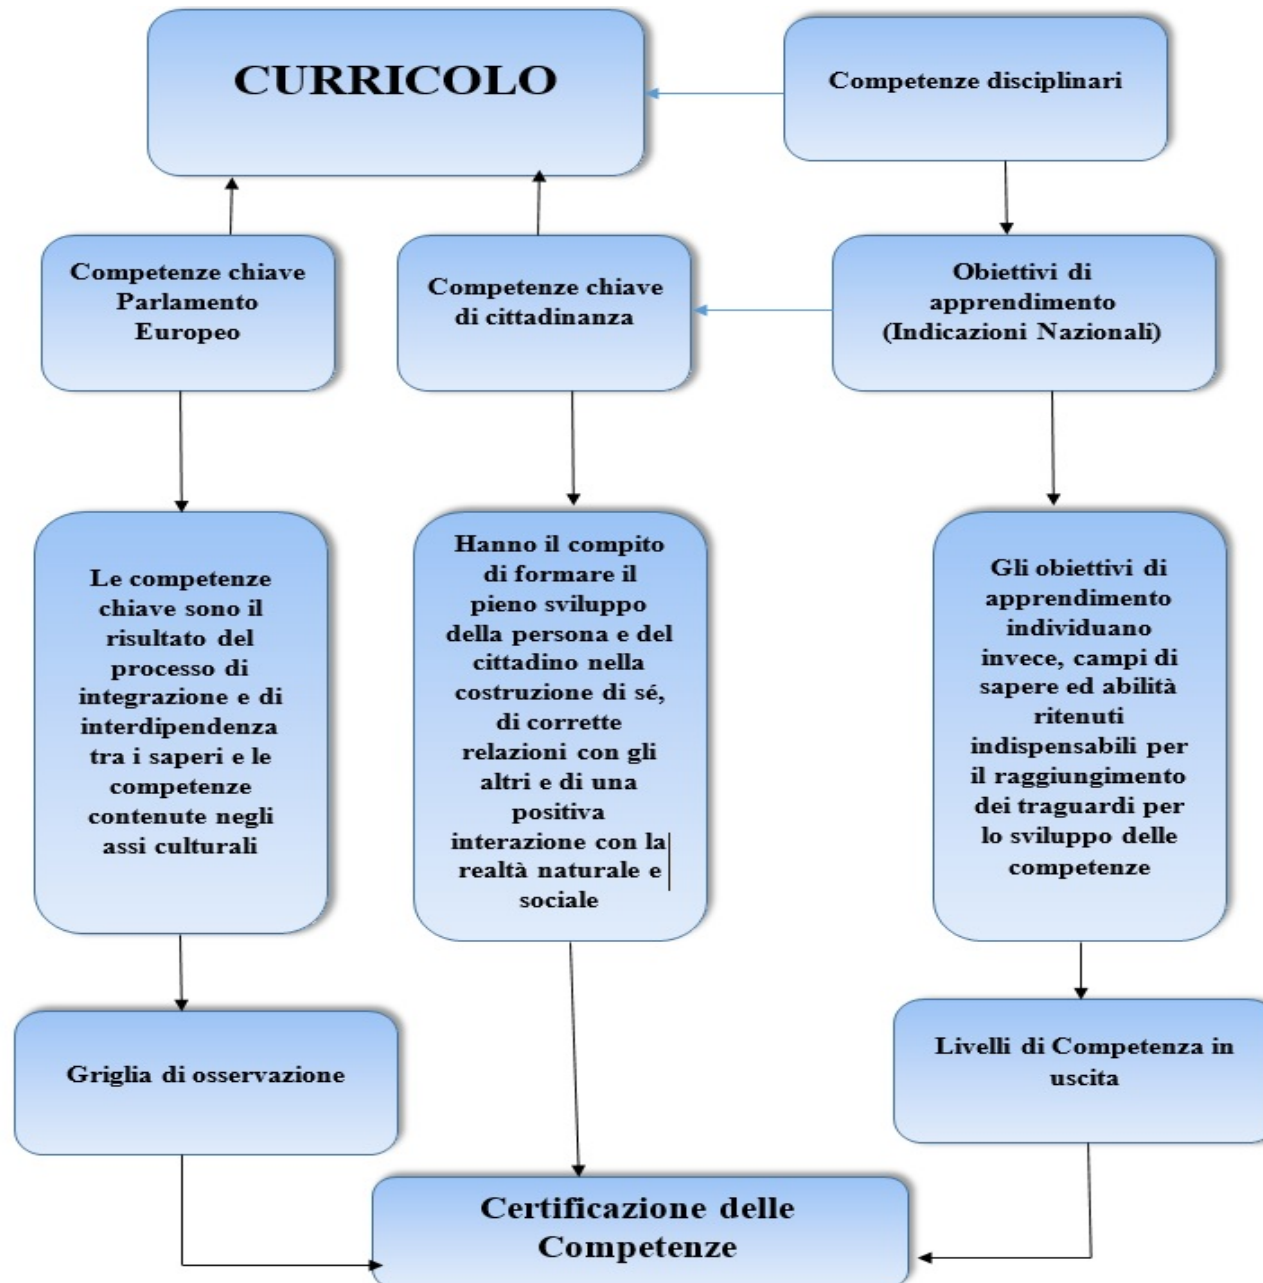 CURRICOLO
Competenze disciplinari
Competenze chiave
Parlamento
Europeo
Competenze chiave
di cittadinanza
Obiettivi di
apprendimento
(Indicazioni Nazionali)
Le competenze
chiave sono il
risultato del
processo di
integrazione e di
interdipendenza
tra i saperi e le
competenze
contenute negli
assi culturali
Hanno il compito
di formare il
pieno sviluppo
della persona e del
cittadino nella
costruzione di sé,
di corrette
relazioni con gli
altri e di una
positiva
interazione con la
realtà naturale e
sociale
Gli obiettivi di
apprendimento
individuano
invece, campi di
sapere ed abilità
ritenuti
indispensabili per
il raggiungimento
dei traguardi per
lo sviluppo delle
competenze
Griglia di osservazione
Livelli di Competenza in
uscita
Certificazione delle
Competenze